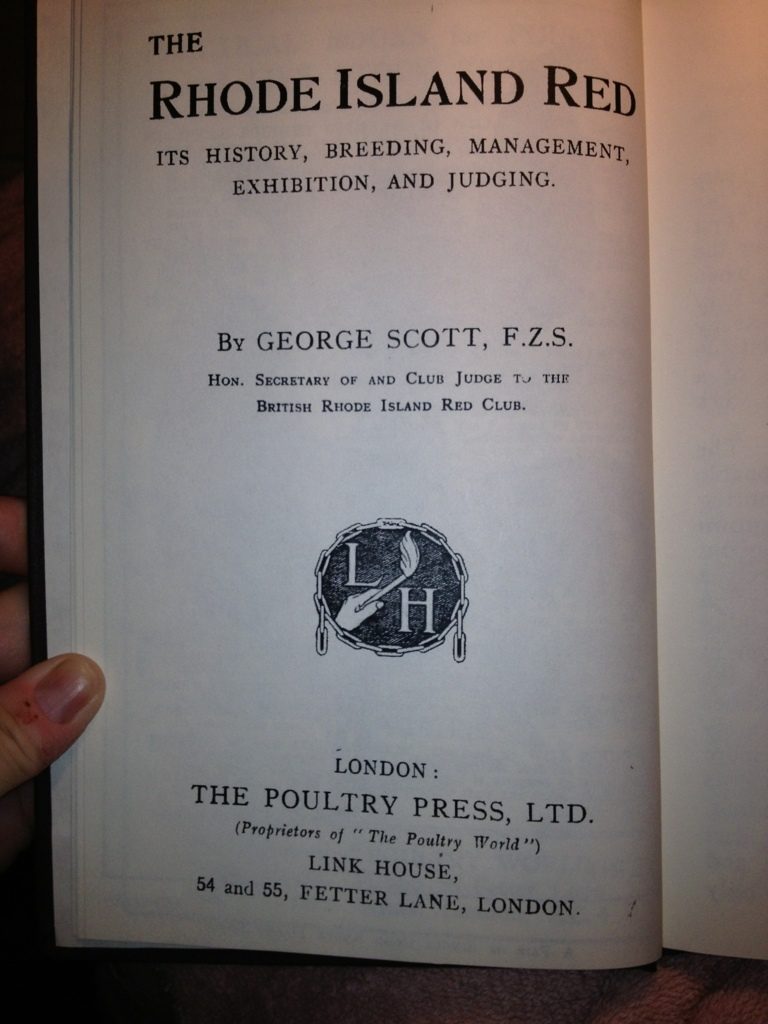 THE
RHODE ISLAND RED
ITS HISTORY, BREEDING, MANAGEMENT,
EXHIBITION, AND JUDGING.
By GEORGE SCOTT, F.Z.S.
HON. SECRETARY OF AND CLUB JUDGE TO THE
BRITISH RHODE ISLAND RED CLUB.
L
H
LONDON:
THE POULTRY PRESS, LTD.
(Proprietors of "The Poultry World")
LINK HOUSE,
54 and 55, FETTER LANE, LONDON.